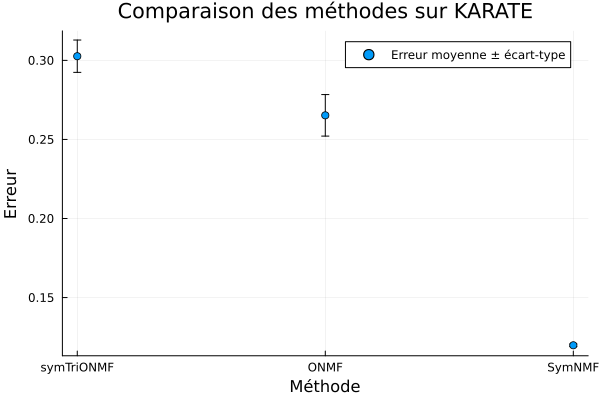 Comparaison des méthodes sur KARATE
Erreur moyenne ± écart-type
0.30
0.25
0.20
0.15
Erreur
symTriONMF
ONMF
SymNMF
Méthode